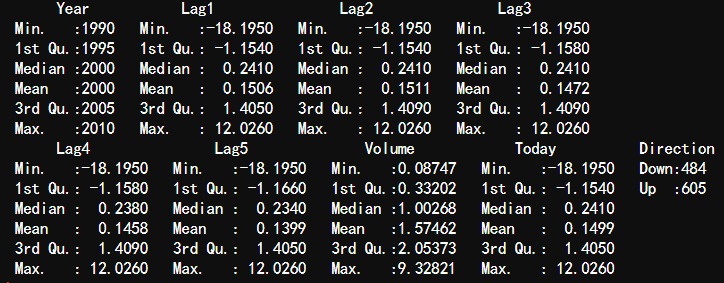 Year           Lag1               Lag2               Lag3
 Min.   :1990   Min.   :-18.1950   Min.   :-18.1950   Min.   :-18.1950
 1st Qu.:1995   1st Qu.: -1.1540   1st Qu.: -1.1540   1st Qu.: -1.1580
 Median :2000   Median :  0.2410   Median :  0.2410   Median :  0.2410
 Mean   :2000   Mean   :  0.1506   Mean   :  0.1511   Mean   :  0.1472
 3rd Qu.:2005   3rd Qu.:  1.4050   3rd Qu.:  1.4090   3rd Qu.:  1.4090
 Max.   :2010   Max.   : 12.0260   Max.   : 12.0260   Max.   : 12.0260
      Lag4               Lag5              Volume            Today          Direction
 Min.   :-18.1950   Min.   :-18.1950   Min.   :0.08747   Min.   :-18.1950   Down:484
 1st Qu.: -1.1580   1st Qu.: -1.1660   1st Qu.:0.33202   1st Qu.: -1.1540   Up  :605
 Median :  0.2380   Median :  0.2340   Median :1.00268   Median :  0.2410
 Mean   :  0.1458   Mean   :  0.1399   Mean   :1.57462   Mean   :  0.1499
 3rd Qu.:  1.4090   3rd Qu.:  1.4050   3rd Qu.:2.05373   3rd Qu.:  1.4050
 Max.   : 12.0260   Max.   : 12.0260   Max.   :9.32821   Max.   : 12.0260